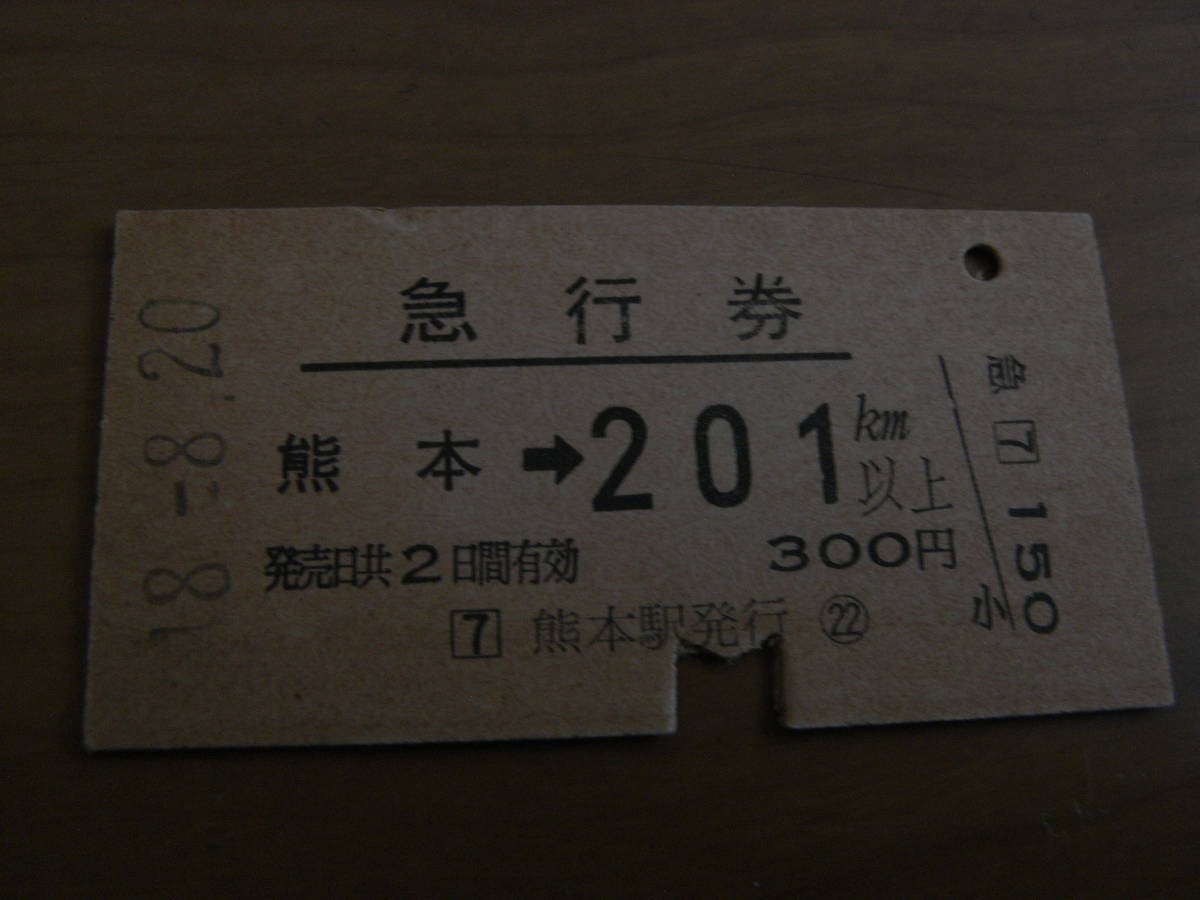 急行券
熊本➡201km以上
発売日共2日間有効 300円
7 熊本駅発行 ㉒
急 7 150
小
48.-8.20